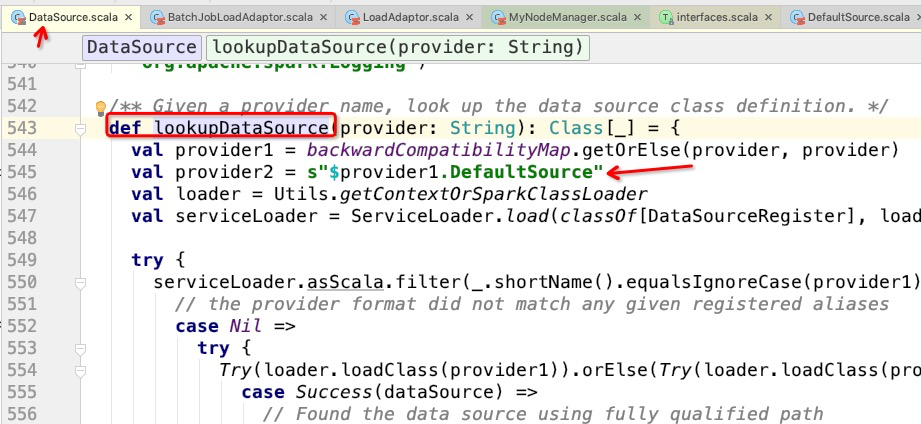 DataSource.scala × BatchJobLoadAdaptor.scala × LoadAdaptor.scala × MyNodeManager.scala × interfaces.scala × DefaultSource.scala ×
DataSource lookupDataSource(provider: String)
540 "org.apache.spark.Logging")
541
542 /** Given a provider name, look up the data source class definition. */
543 def lookupDataSource(provider: String): Class[_] = {
544 val provider1 = backwardCompatibilityMap.getOrElse(provider, provider)
545 val provider2 = s"$provider1.DefaultSource"
546 val loader = Utils.getContextOrSparkClassLoader
547 val serviceLoader = ServiceLoader.load(classOf[DataSourceRegister], load
548
549 try {
550 serviceLoader.asScala.filter(_.shortName().equalsIgnoreCase(provider1)
551 // the provider format did not match any given registered aliases
552 case Nil =>
553 try {
554 Try(loader.loadClass(provider1)).orElse(Try(loader.loadClass(pro
555 case Success(dataSource) =>
556 // Found the data source using fully qualified path